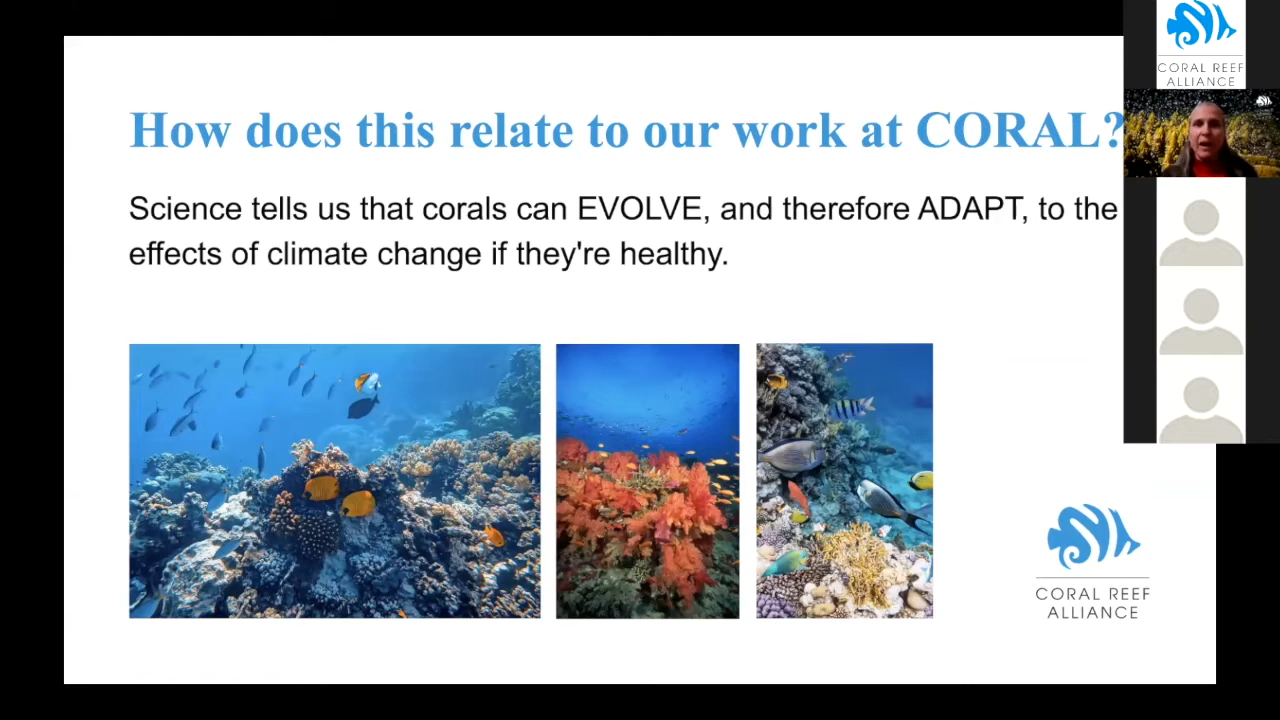 How does this relate to our work at CORAL?
Science tells us that corals can EVOLVE, and therefore ADAPT, to the
effects of climate change if they're healthy.
CORAL REEF
ALLIANCE
CORAL REEF
ALLIANCE